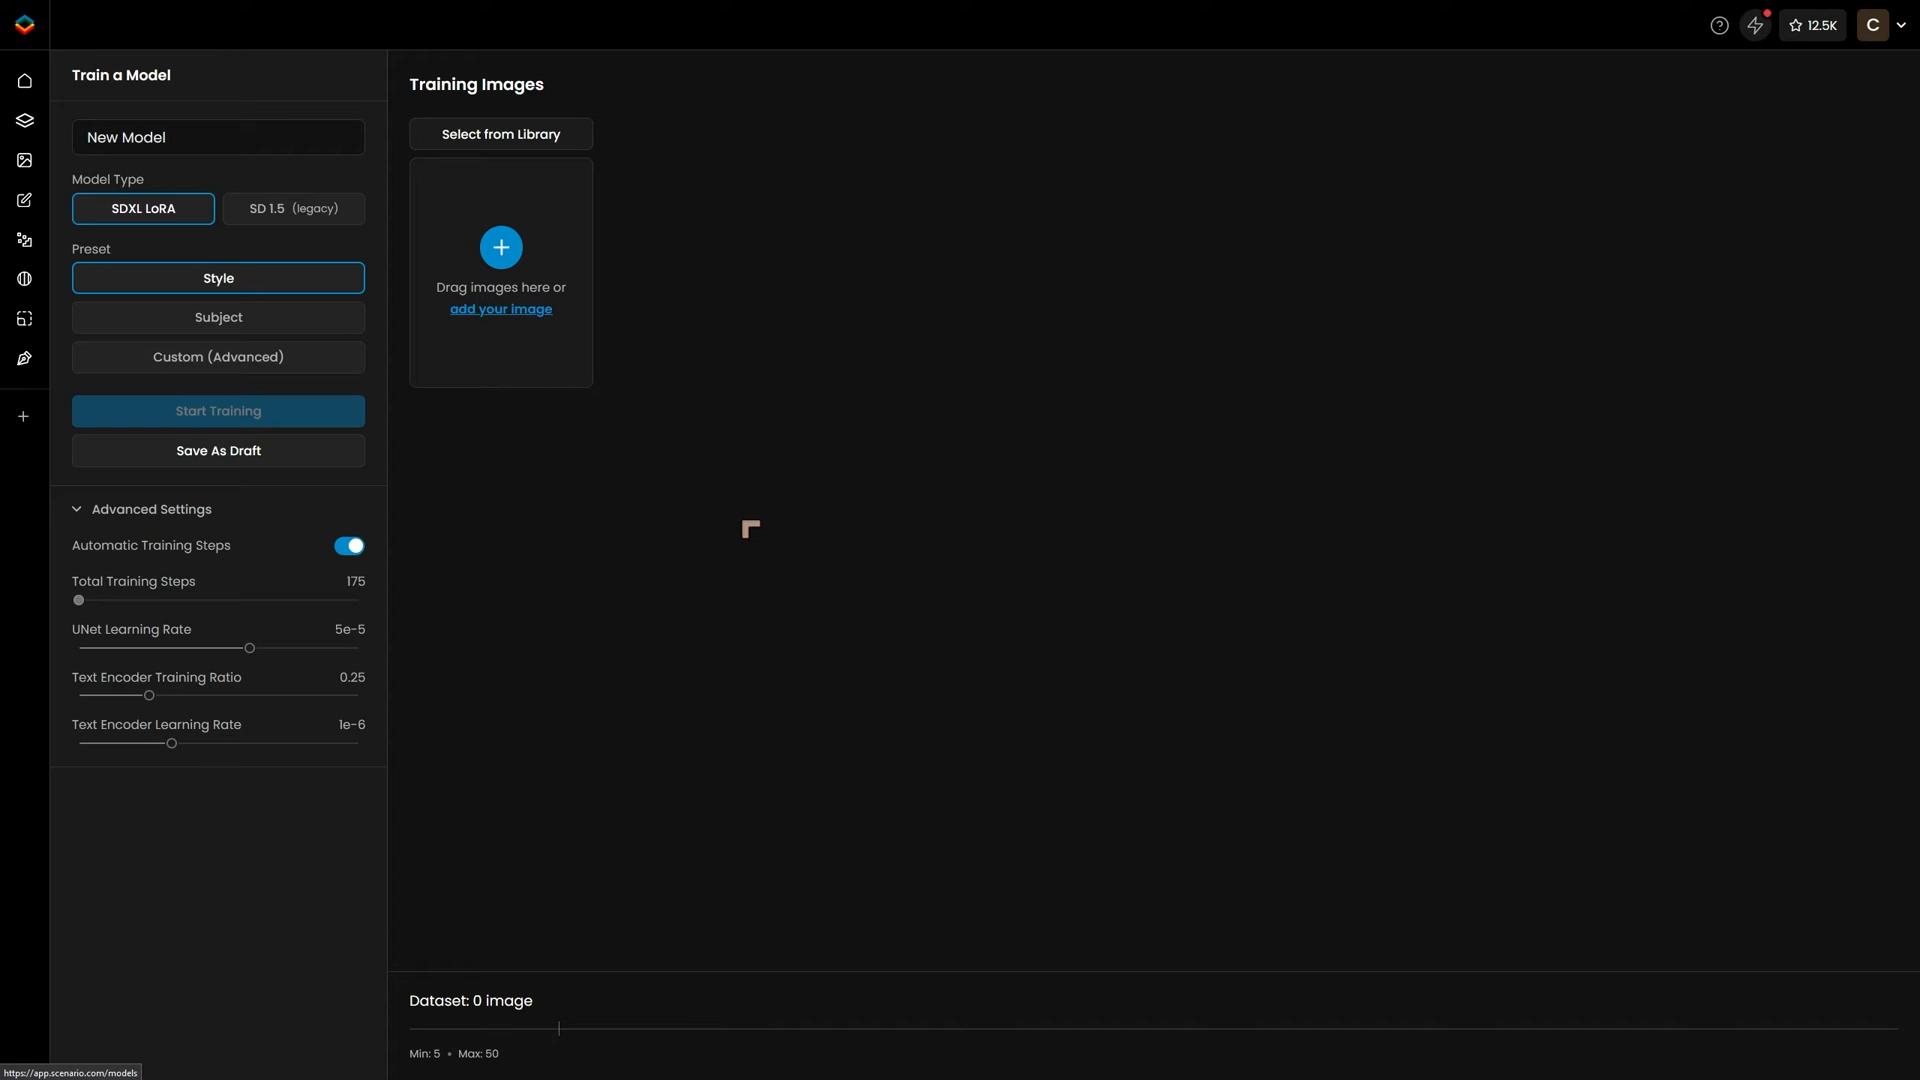 12.5K
C
Train a Model
New Model
Model Type
SDXL LoRA
SD 1.5 (legacy)
Preset
Style
Subject
Custom (Advanced)
Start Training
Save As Draft
Advanced Settings
Automatic Training Steps
Total Training Steps 175
UNet Learning Rate 5e-5
Text Encoder Training Ratio 0.25
Text Encoder Learning Rate 1e-6
Training Images
Select from Library
Drag images here or
add your image
Dataset: 0 image
Min: 5 • Max: 50
https://app.scenario.com/models